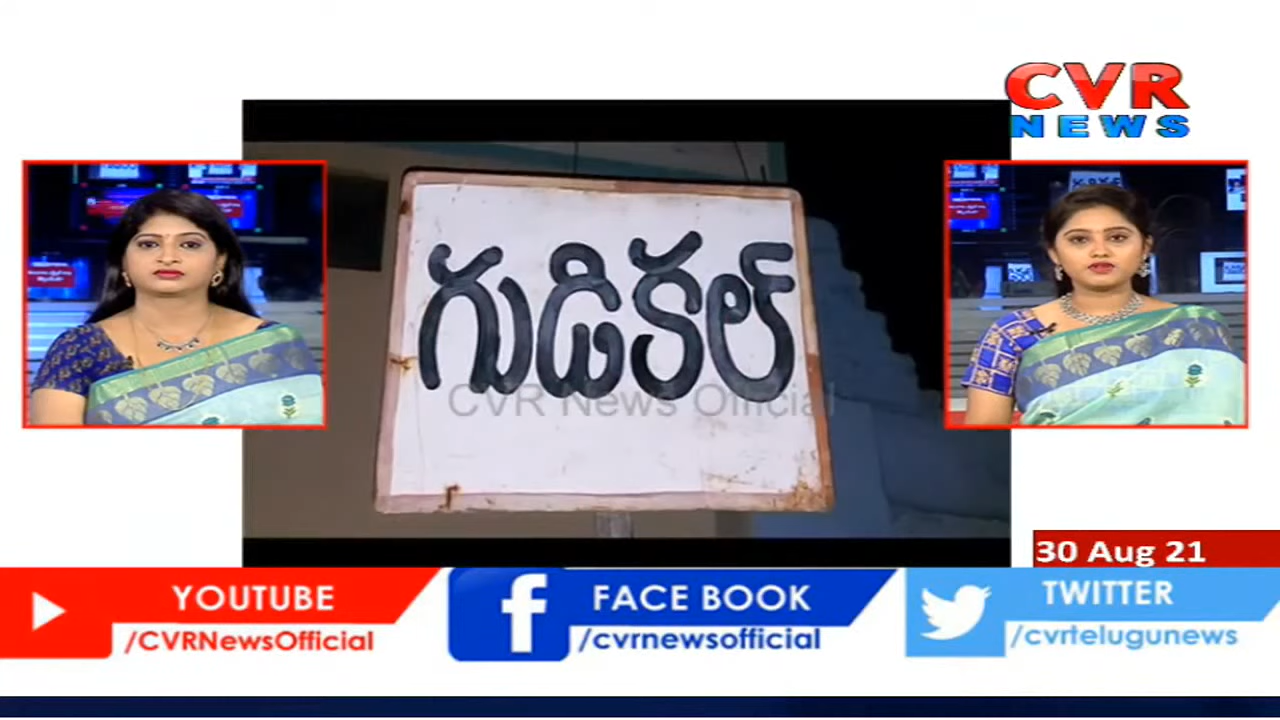 CVR
NEWS
గుడికల్
CVR News Official
30 Aug 21
YOUTUBE
/CVRNewsOfficial
FACE BOOK
/cvrnewsofficial
TWITTER
/cvrtelugunews